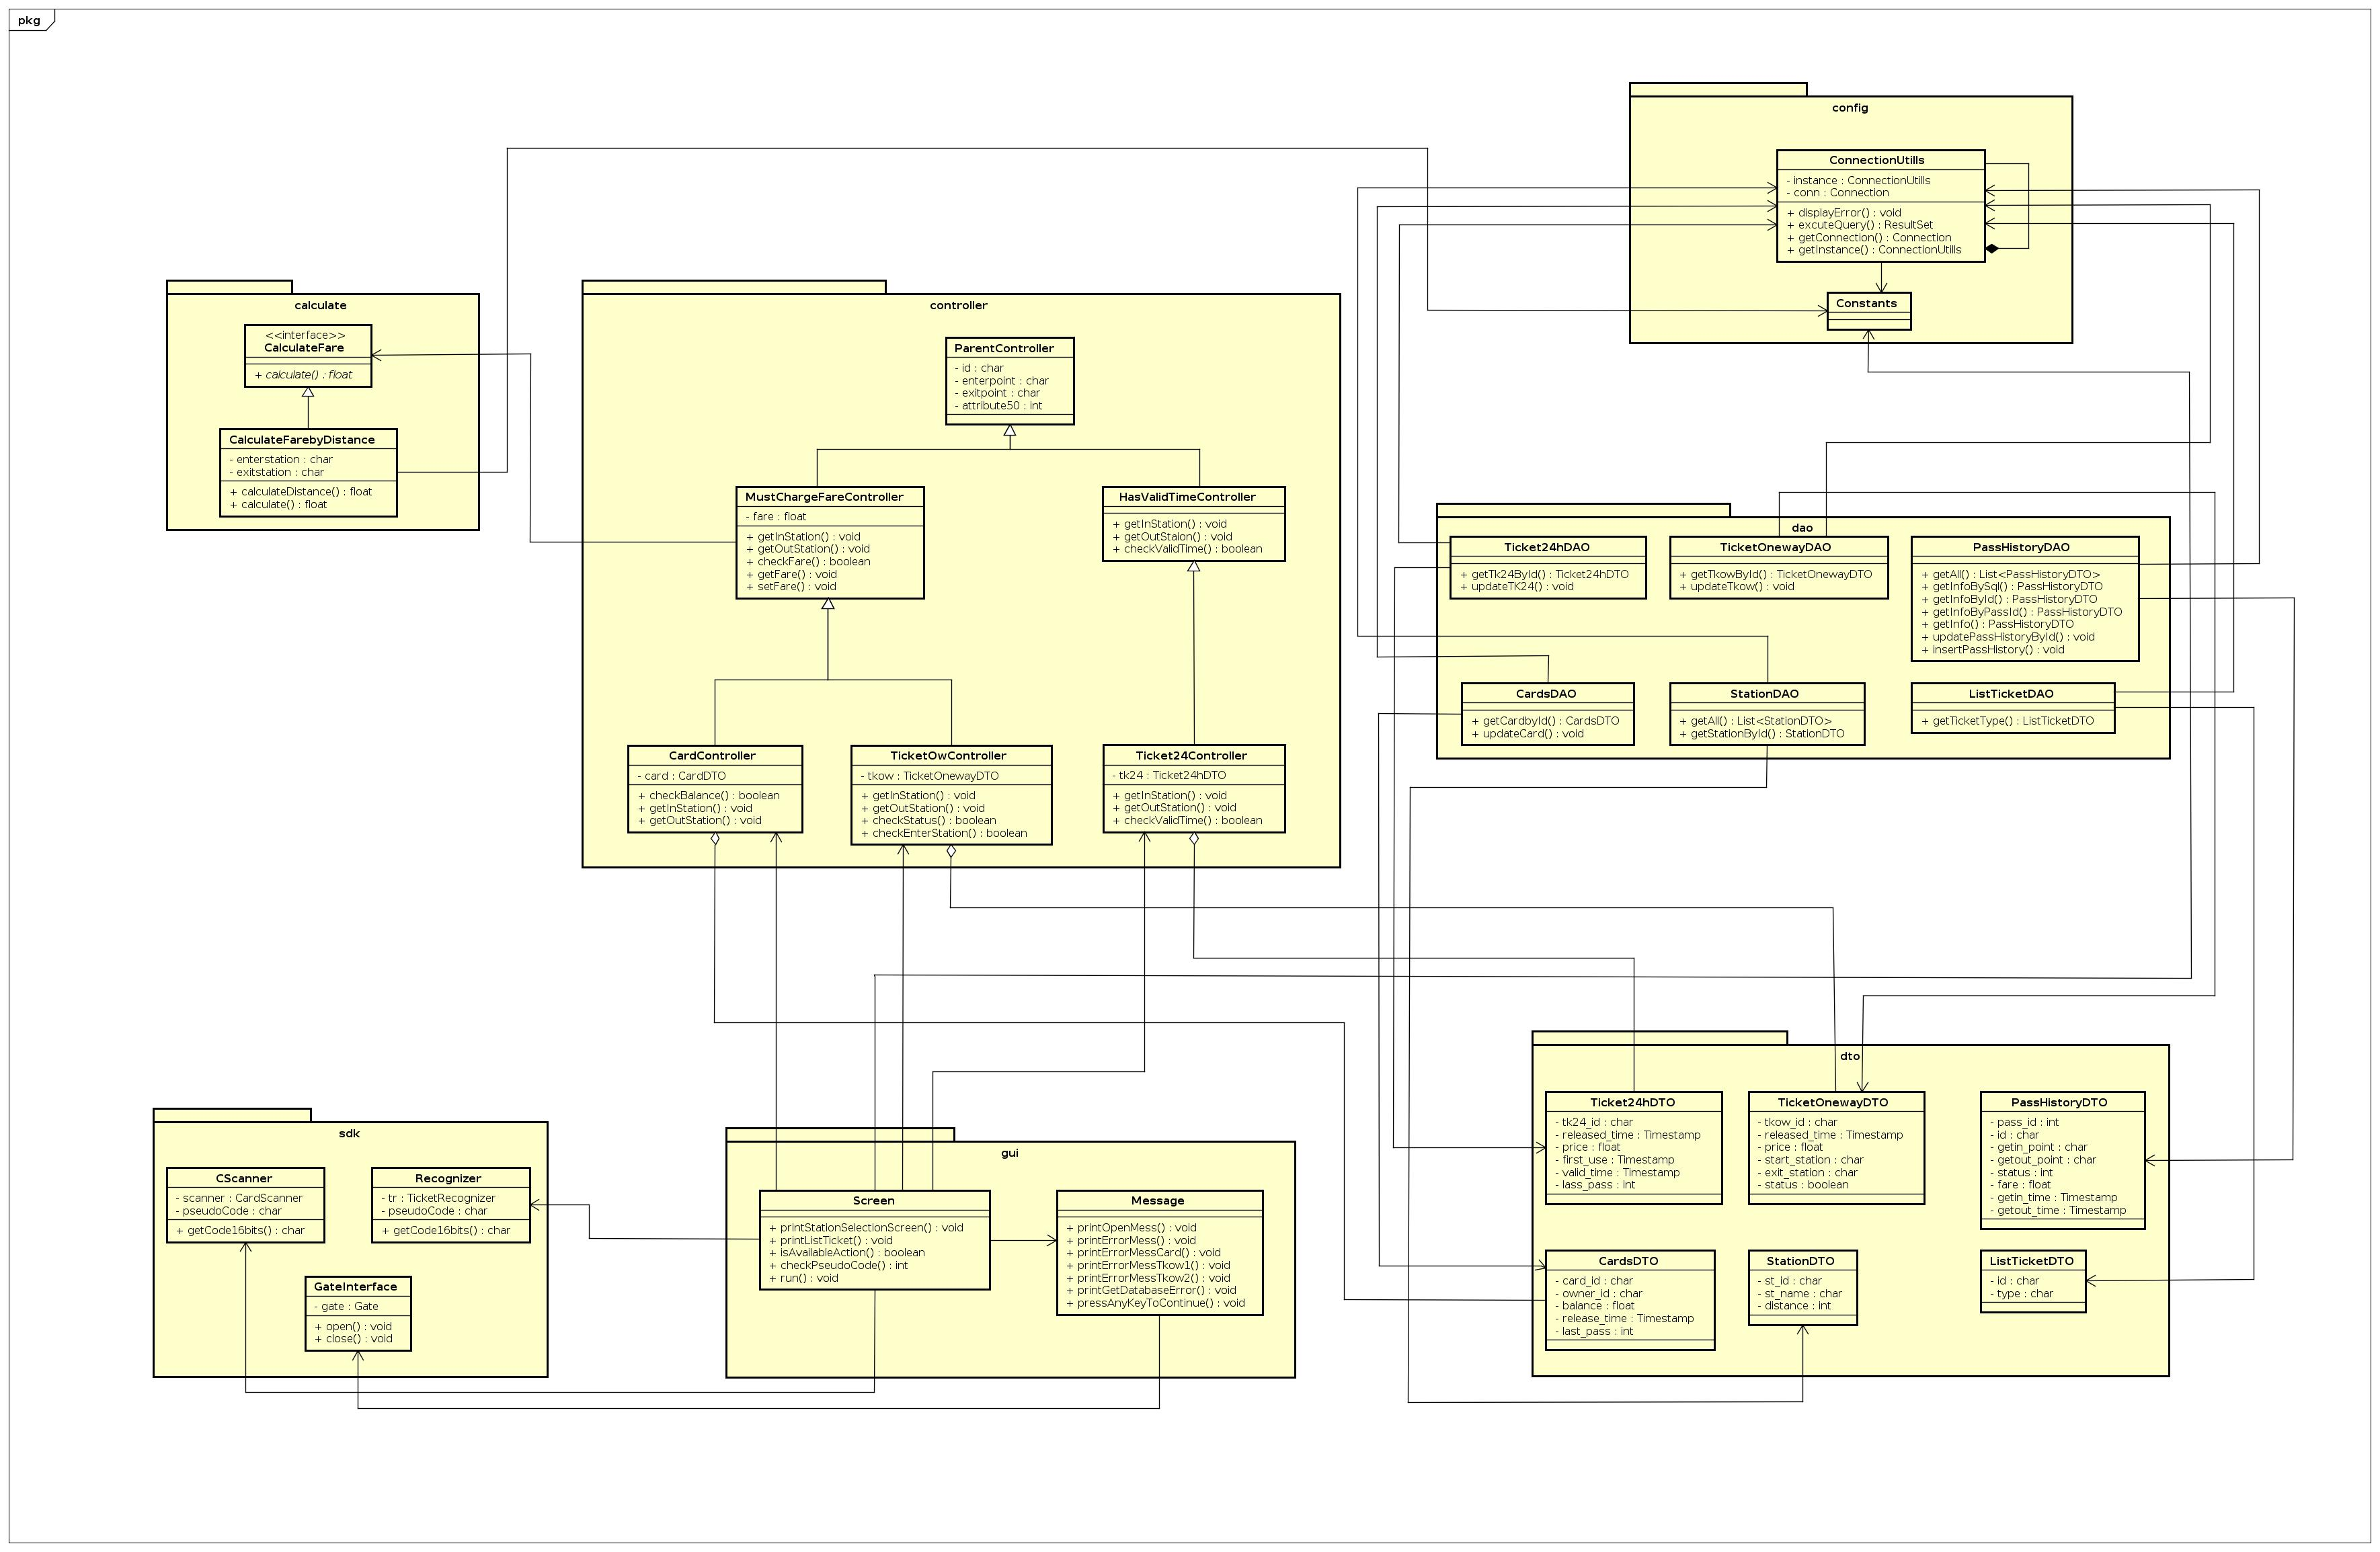 pkg
config
ConnectionUtills
- instance : ConnectionUtills
- conn : Connection
+ displayError() : void
+ excuteQuery() : ResultSet
+ getConnection() : Connection
+ getInstance() : ConnectionUtills
Constants
calculate
<<interface>>
CalculateFare
+ calculate() : float
CalculateFarebyDistance
- enterstation : char
- exitstation : char
+ calculateDistance() : float
+ calculate() : float
controller
ParentController
- id : char
- enterpoint : char
- exitpoint : char
- attribute50 : int
MustChargeFareController
- fare : float
+ getInStation() : void
+ getOutStation() : void
+ checkFare() : boolean
+ getFare() : void
+ setFare() : void
HasValidTimeController
+ getInStation() : void
+ getOutStaion() : void
+ checkValidTime() : boolean
CardController
- card : CardDTO
+ checkBalance() : boolean
+ getInStation() : void
+ getOutStation() : void
TicketOwController
- tkow : TicketOnewayDTO
+ getInStation() : void
+ getOutStation() : void
+ checkStatus() : boolean
+ checkEnterStation() : boolean
Ticket24Controller
- tk24 : Ticket24hDTO
+ getInStation() : void
+ getOutStation() : void
+ checkValidTime() : boolean
dao
Ticket24hDAO
+ getTk24ById() : Ticket24hDTO
+ updateTK24() : void
TicketOnewayDAO
+ getTkowById() : TicketOnewayDTO
+ updateTkow() : void
PassHistoryDAO
+ getAll() : List<PassHistoryDTO>
+ getInfoBySql() : PassHistoryDTO
+ getInfoById() : PassHistoryDTO
+ getInfoByPassId() : PassHistoryDTO
+ getInfo() : PassHistoryDTO
+ updatePassHistoryById() : void
+ insertPassHistory() : void
CardsDAO
+ getCardbyId() : CardsDTO
+ updateCard() : void
StationDAO
+ getAll() : List<StationDTO>
+ getStationById() : StationDTO
ListTicketDAO
+ getTicketType() : ListTicketDTO
sdk
CScanner
- scanner : CardScanner
- pseudoCode : char
+ getCode16bits() : char
Recognizer
- tr : TicketRecognizer
- pseudoCode : char
+ getCode16bits() : char
GateInterface
- gate : Gate
+ open() : void
+ close() : void
gui
Screen
+ printStationSelectionScreen() : void
+ printListTicket() : void
+ isAvailableAction() : boolean
+ checkPseudoCode() : int
+ run() : void
Message
+ printOpenMess() : void
+ printErrorMess() : void
+ printErrorMessCard() : void
+ printErrorMessTkow1() : void
+ printErrorMessTkow2() : void
+ printGetDatabaseError() : void
+ pressAnyKeyToContinue() : void
dto
Ticket24hDTO
- tk24_id : char
- released_time : Timestamp
- price : float
- first_use : Timestamp
- valid_time : Timestamp
- lass_pass : int
TicketOnewayDTO
- tkow_id : char
- released_time : Timestamp
- price : float
- start_station : char
- exit_station : char
- status : boolean
PassHistoryDTO
- pass_id : int
- id : char
- getin_point : char
- getout_point : char
- status : int
- fare : float
- getin_time : Timestamp
- getout_time : Timestamp
CardsDTO
- card_id : char
- owner_id : char
- balance : float
- release_time : Timestamp
- last_pass : int
StationDTO
- st_id : char
- st_name : char
- distance : int
ListTicketDTO
- id : char
- type : char